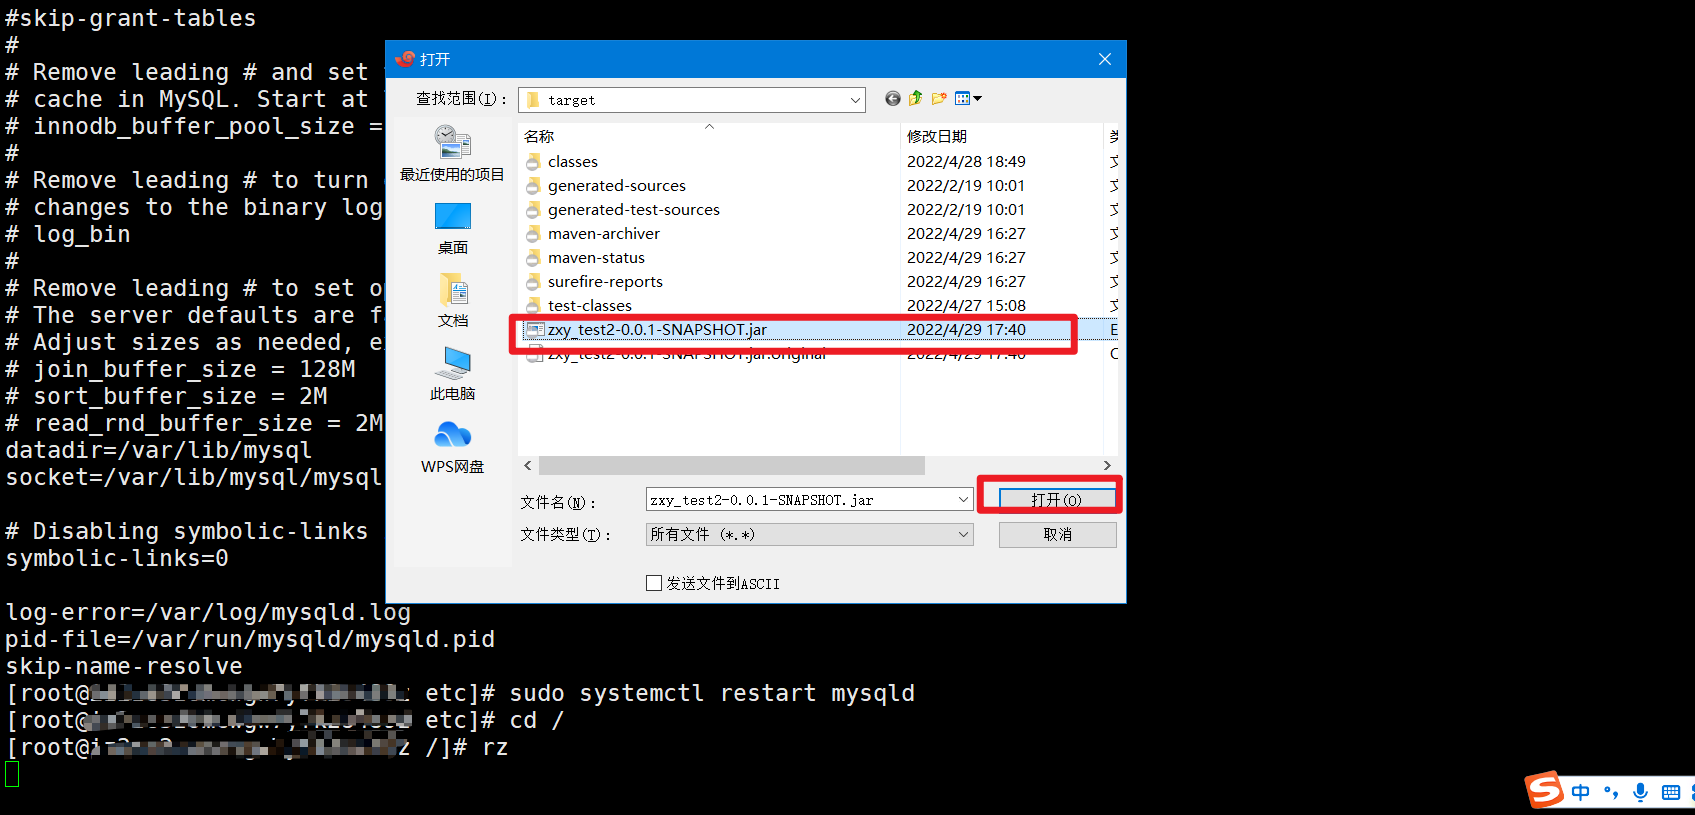 #skip-grant-tables
#
# Remove leading # and set
# cache in MySQL. Start at
# innodb_buffer_pool_size =
#
# Remove leading # to turn
# changes to the binary log
# log_bin
#
# Remove leading # to set
# The server defaults are
# Adjust sizes as needed,
# join_buffer_size = 128M
# sort_buffer_size = 2M
# read_rnd_buffer_size = 2M
datadir=/var/lib/mysql
socket=/var/lib/mysql/mysql
# Disabling symbolic-links
symbolic-links=0
log-error=/var/log/mysqld.log
pid-file=/var/run/mysqld/mysqld.pid
skip-name-resolve
[root@ etc]# sudo systemctl restart mysqld
[root@ etc]# cd /
[root@ /]# rz
打开
查找范围(I): target
最近使用的项目
桌面
文档
此电脑
WPS网盘
名称 修改日期
classes 2022/4/28 18:49
generated-sources 2022/2/19 10:01
generated-test-sources 2022/2/19 10:01
maven-archiver 2022/4/29 16:27
maven-status 2022/4/29 16:27
surefire-reports 2022/4/29 16:27
test-classes 2022/4/27 15:08
zxy_test2-0.0.1-SNAPSHOT.jar 2022/4/29 17:40 E
zxy_test2-0.0.1-SNAPSHOT.jar.original 2022/4/29 17:40
文件名(N): zxy_test2-0.0.1-SNAPSHOT.jar 打开(O)
文件类型(T): 所有文件 (*.*) 取消
发送文件到ASCII
S 中